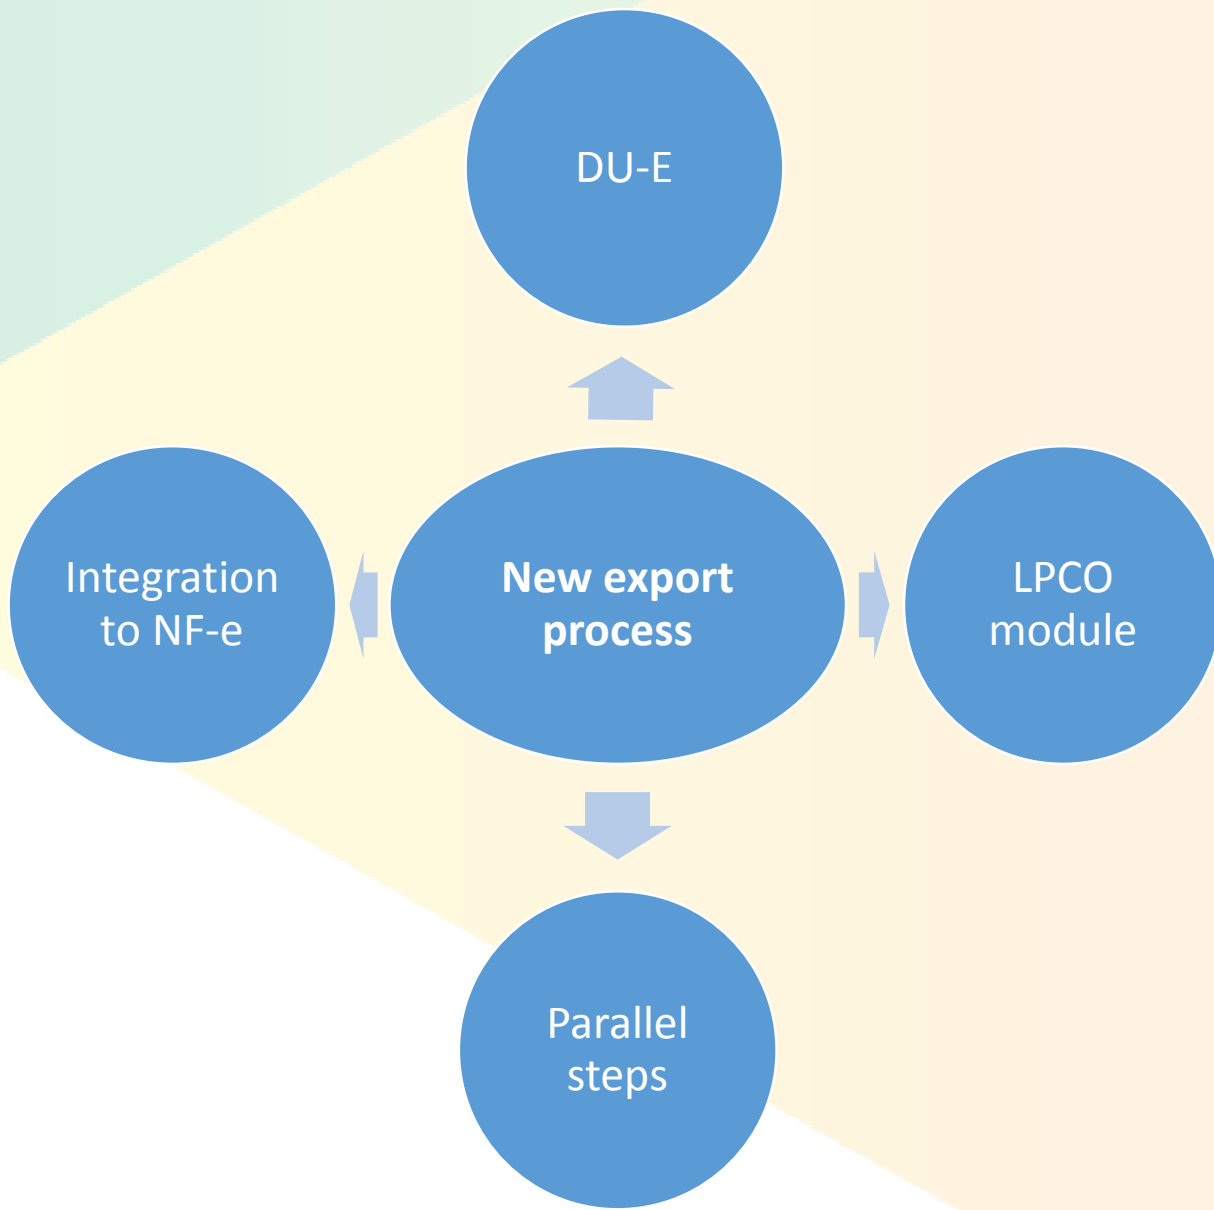 DU-E
Integration
to NF-e
New export
process
LPCO
module
Parallel
steps